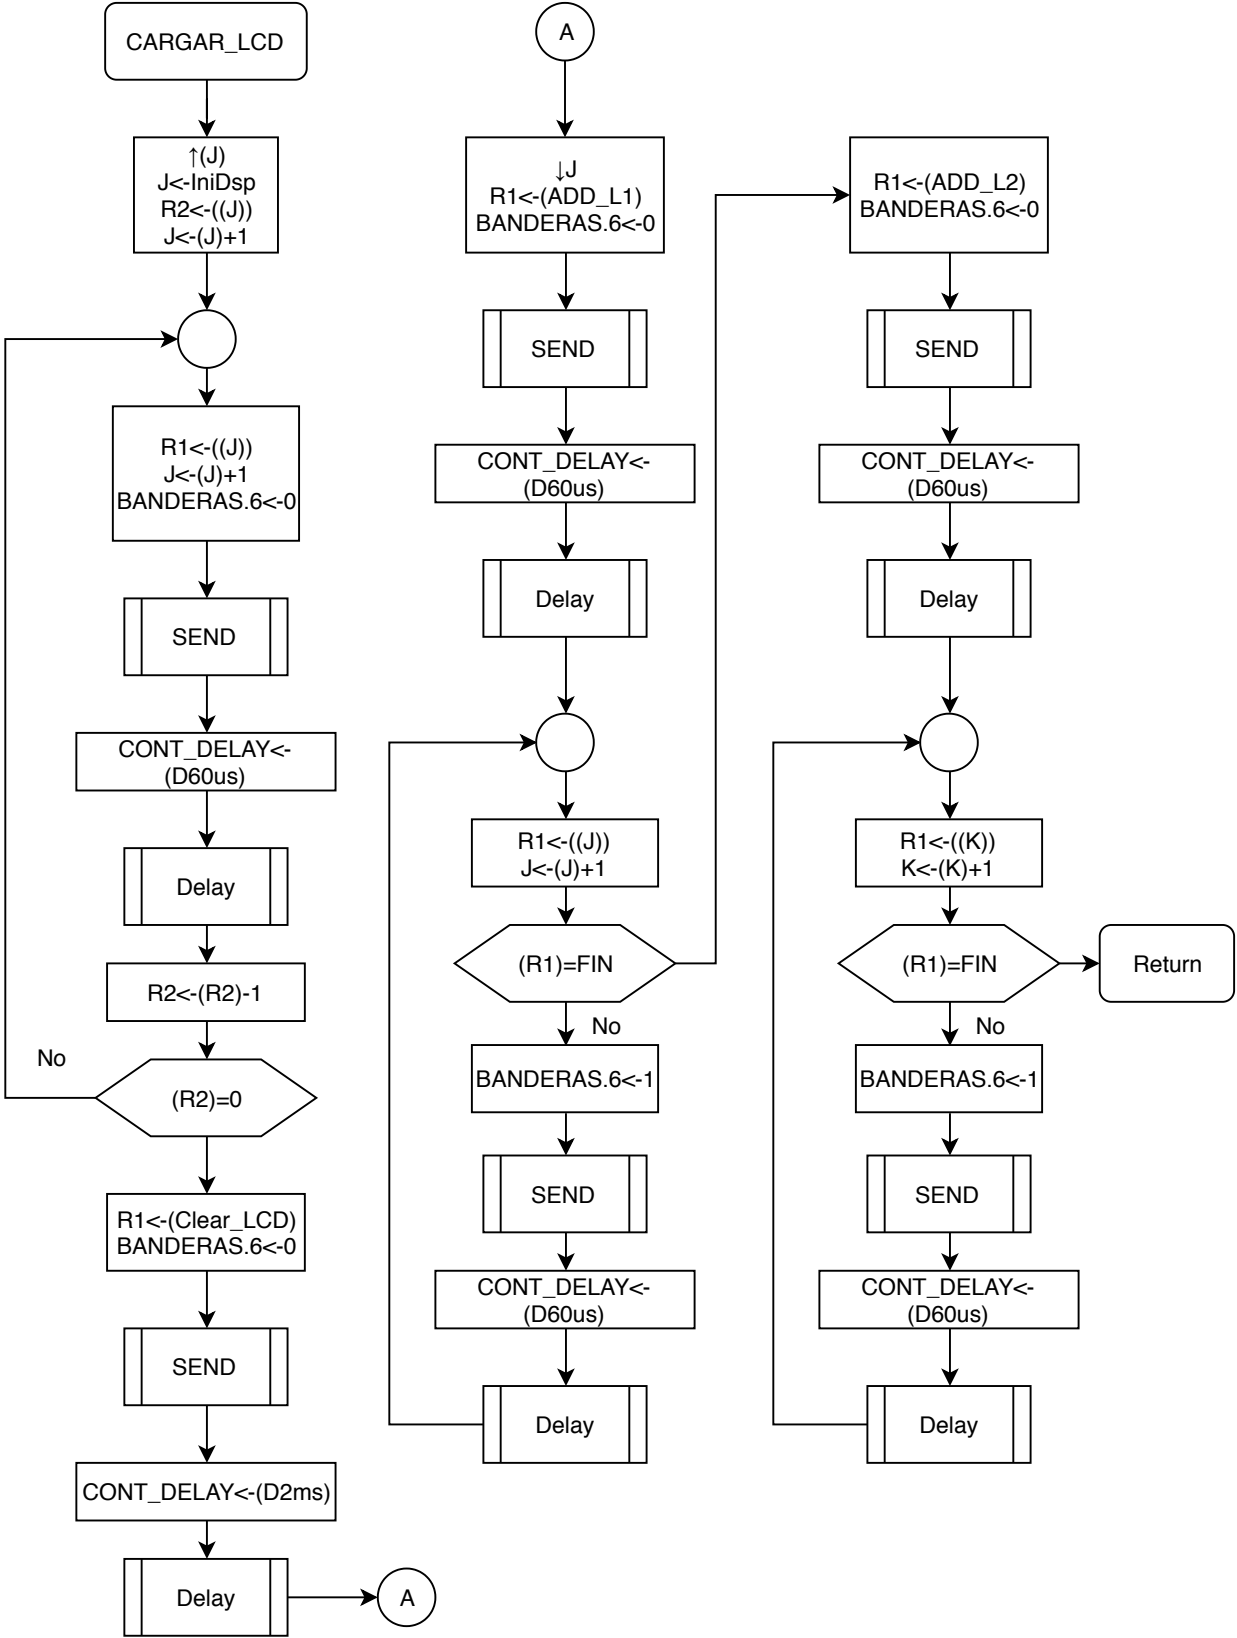 CARGAR_LCD
↑(J)
J<-IniDsp
R2<-((J))
J<-(J)+1
R1<-((J))
J<-(J)+1
BANDERAS.6<-0
SEND
CONT_DELAY<-
(D60us)
Delay
R2<-(R2)-1
No
(R2)=0
R1<-(Clear_LCD)
BANDERAS.6<-0
SEND
CONT_DELAY<-(D2ms)
Delay
A
A
↓J
R1<-(ADD_L1)
BANDERAS.6<-0
SEND
CONT_DELAY<-
(D60us)
Delay
R1<-((J))
J<-(J)+1
(R1)=FIN
No
BANDERAS.6<-1
SEND
CONT_DELAY<-
(D60us)
Delay
R1<-(ADD_L2)
BANDERAS.6<-0
SEND
CONT_DELAY<-
(D60us)
Delay
R1<-((K))
K<-(K)+1
(R1)=FIN
Return
No
BANDERAS.6<-1
SEND
CONT_DELAY<-
(D60us)
Delay